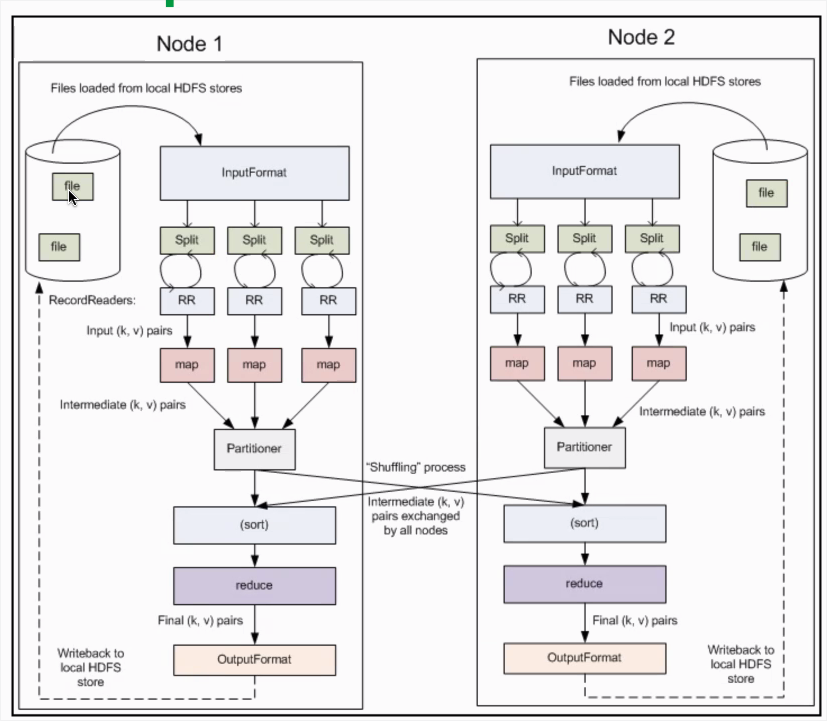 Node 1
Files loaded from local HDFS stores
file
file
InputFormat
Split
Split
Split
RecordReaders:
RR
RR
RR
Input (k, v) pairs
map
map
map
Intermediate (k, v) pairs
Partitioner
(sort)
reduce
Final (k, v) pairs
OutputFormat
Writeback to
local HDFS
store
"Shuffling" process
Intermediate (k, v)
pairs exchanged
by all nodes
Node 2
Files loaded from local HDFS stores
InputFormat
file
file
Split
Split
Split
RR
RR
RR
Input (k, v) pairs
map
map
map
Intermediate (k, v) pairs
Partitioner
(sort)
reduce
Final (k, v) pairs
OutputFormat
Writeback to
local HDFS
store